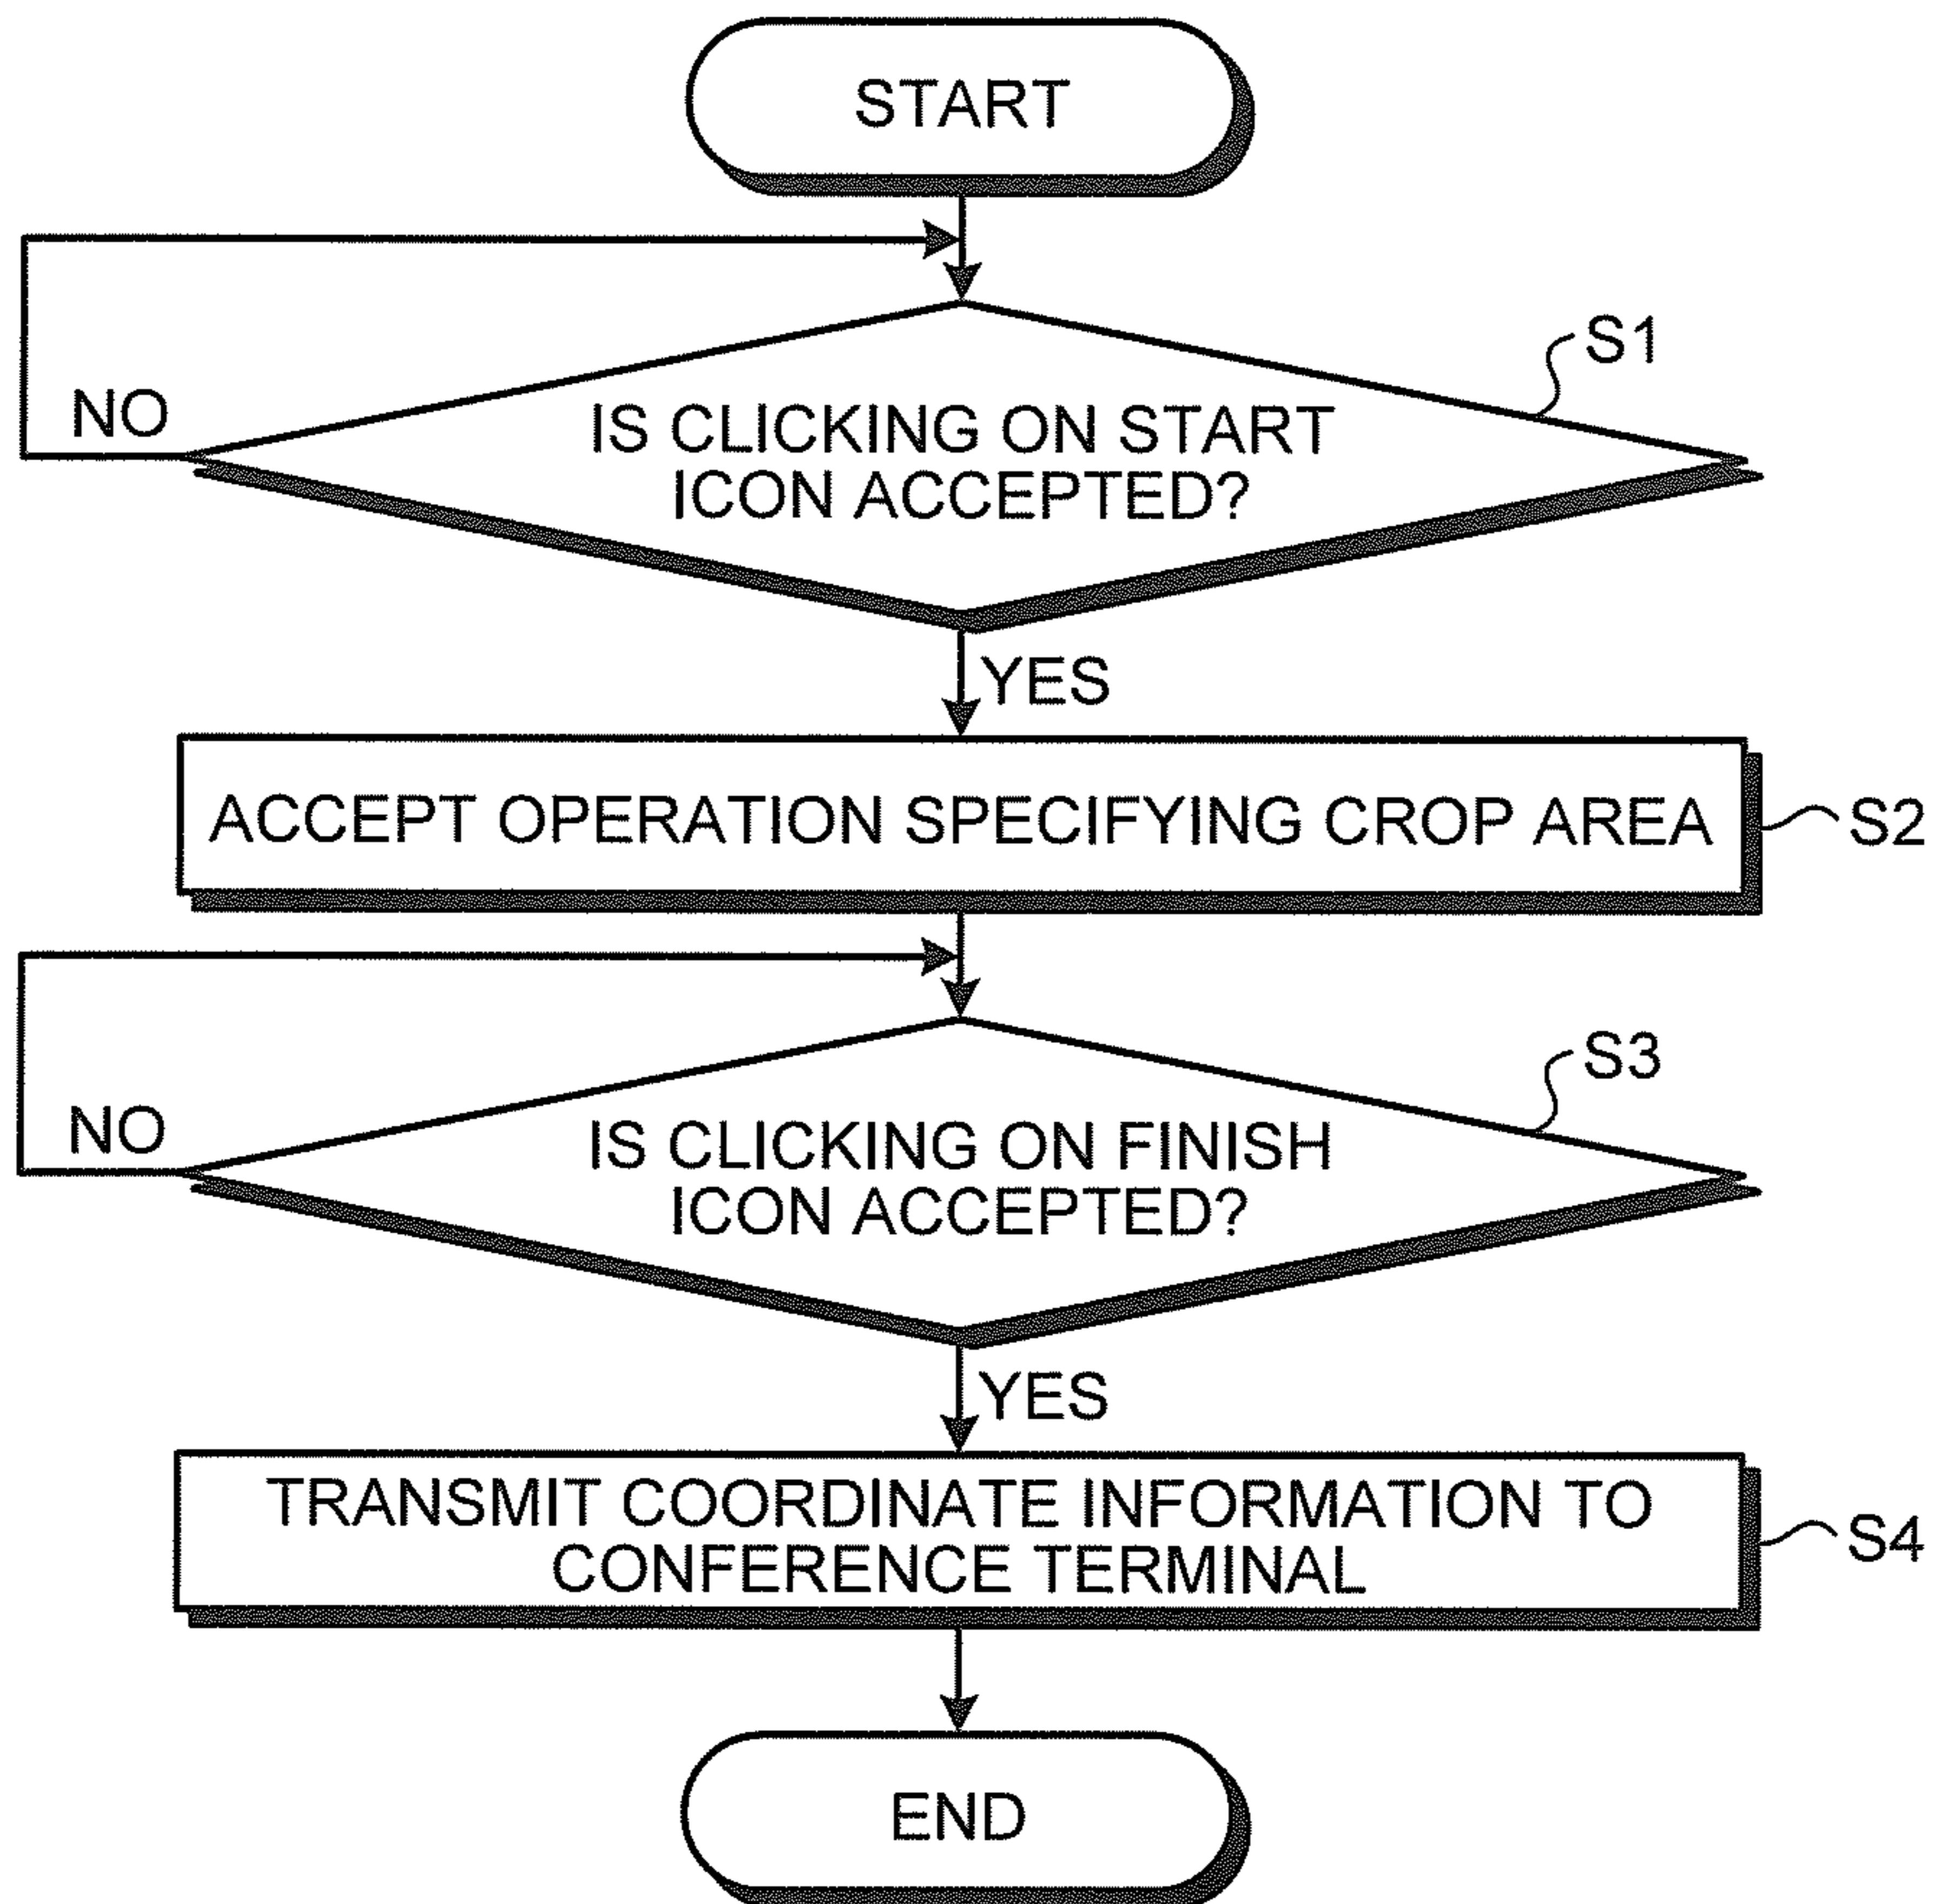 START
S1
NO
IS CLICKING ON START
ICON ACCEPTED?
YES
ACCEPT OPERATION SPECIFYING CROP AREA
S2
S3
NO
IS CLICKING ON FINISH
ICON ACCEPTED?
YES
TRANSMIT COORDINATE INFORMATION TO
CONFERENCE TERMINAL
S4
END